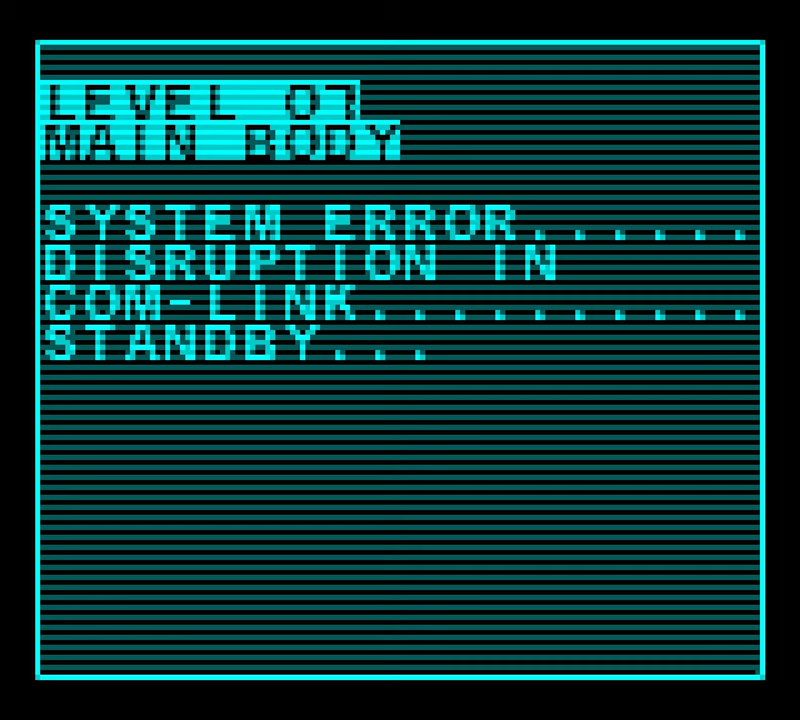 LEVEL 07
MAIN BODY
SYSTEM ERROR......
DISRUPTION IN
COM-LINK..........
STANDBY...